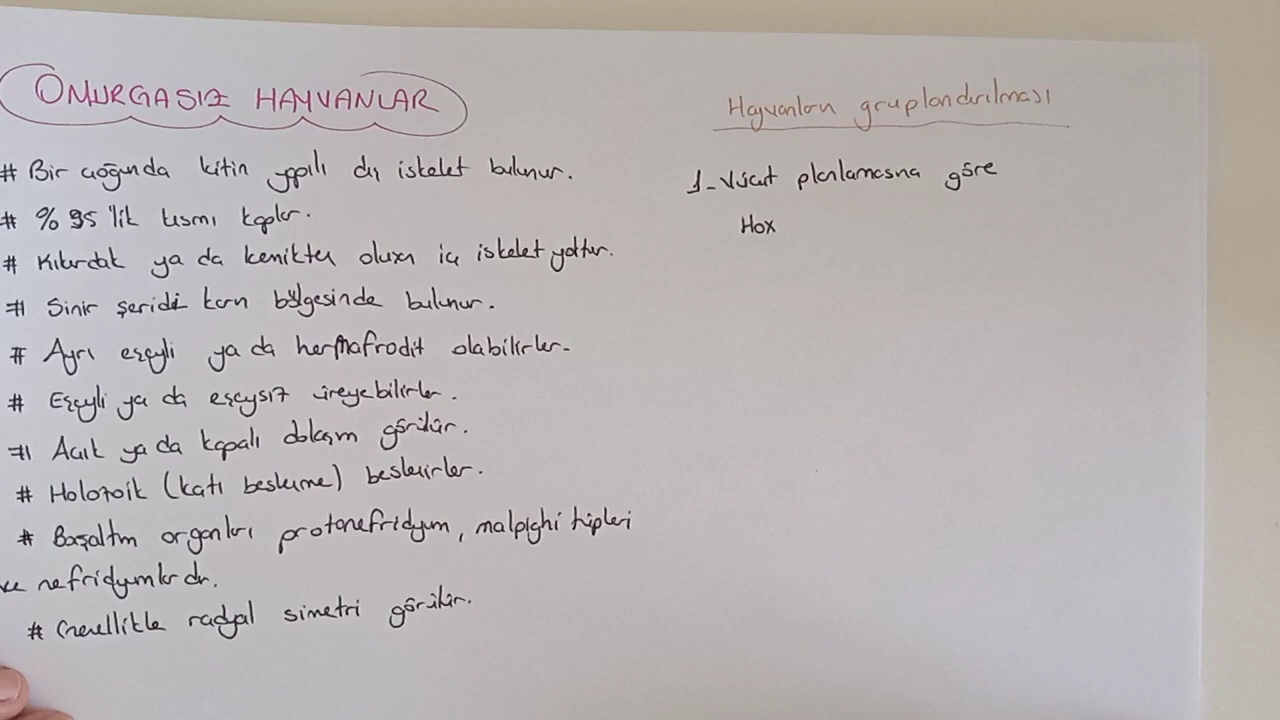 OMURGASIZ HAYVANLAR
# Bir çoğunda kitin yapılı dış iskelet bulunur.
# %95'lik kısmı kaplar.
# Kıkırdak ya da kemikten oluşan iç iskelet yoktur.
# Sinir şeridi karın bölgesinde bulunur.
# Ayrı eşeyli ya da hermafrodit olabilirler.
# Eşeyli ya da eşeysiz üreyebilirler.
# Açık ya da kapalı dolaşım görülür.
# Holozoik (katı beslenme) beslenirler.
# Boşaltım organları protonefridyum, malpighi tüpleri
ve nefridyumlardır.
# Genellikle radyal simetri görülür.
Hayvanların gruplandırılması
1- Vücut planlamasına göre
Hox